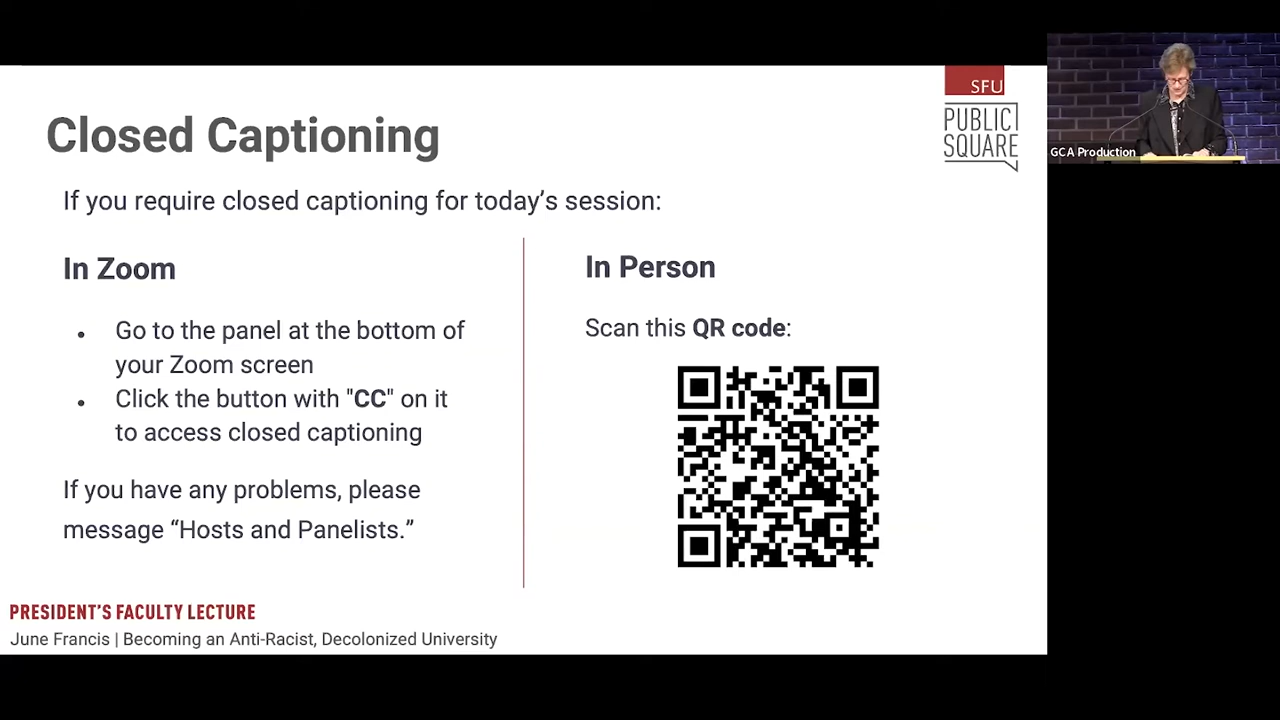 SFU
PUBLIC
SQUARE
Closed Captioning
If you require closed captioning for today’s session:
In Zoom
• Go to the panel at the bottom of
your Zoom screen
• Click the button with "CC" on it
to access closed captioning
If you have any problems, please
message “Hosts and Panelists.”
In Person
Scan this QR code:
PRESIDENT’S FACULTY LECTURE
June Francis | Becoming an Anti-Racist, Decolonized University
GCA Production